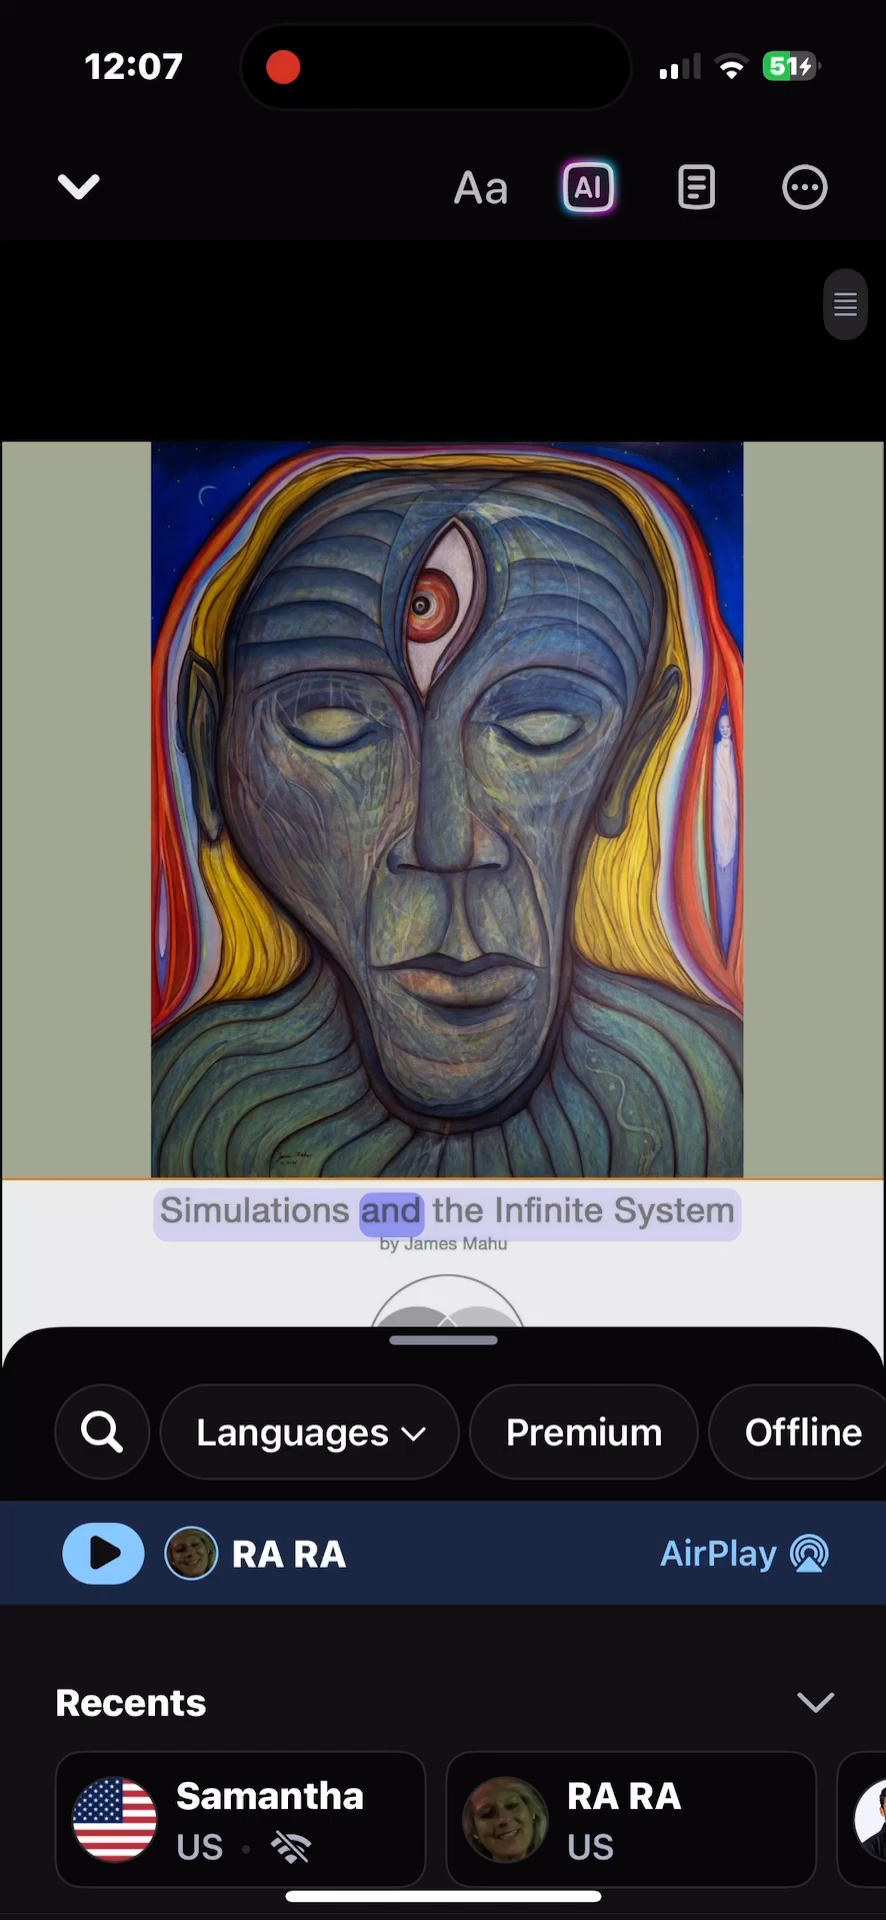 12:07
51
Aa
AI
Simulations and the Infinite System
by James Mahu
Languages
Premium
Offline
RA RA
AirPlay
Recents
Samantha
US
RA RA
US